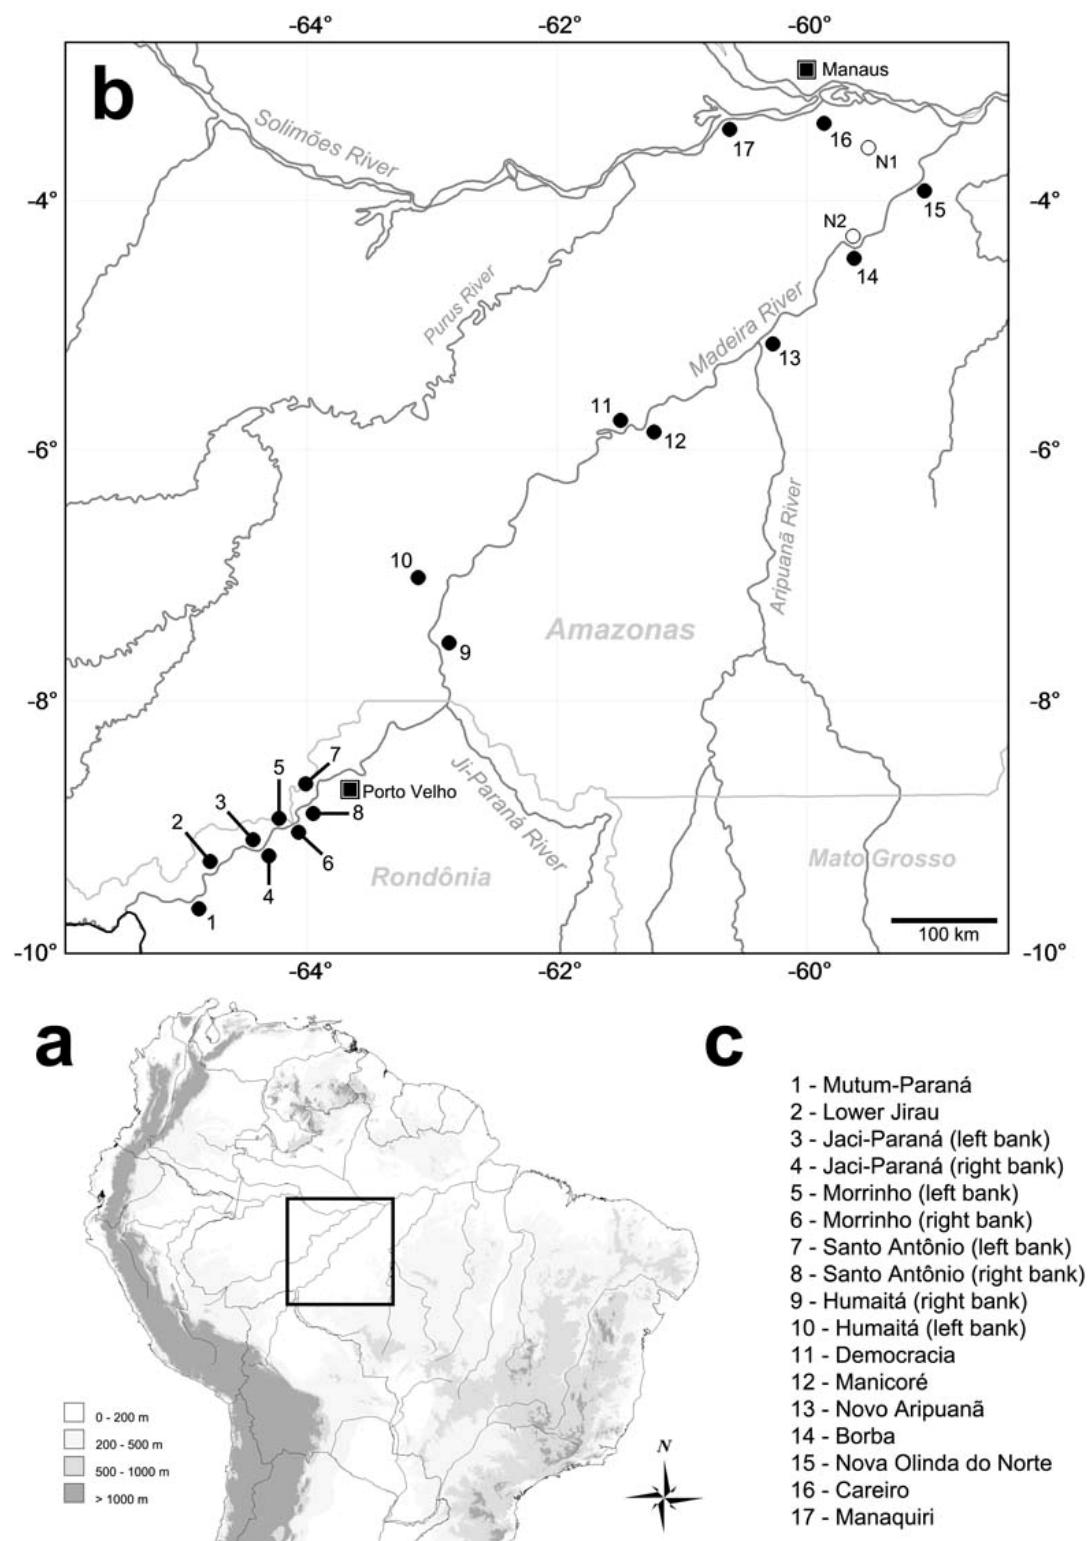 -64° -62° -60°
b
Manaus
Solimões River
17
16
N1
-4° -4°
15
N2
14
Purus River
Madeira River
13
11
12
-6° -6°
Aripuanã River
10
Amazonas
9
-8° -8°
7
5
Ji-Paraná River
Porto Velho
3
8
2
6
Mato Grosso
4
Rondônia
1
100 km
-10° -10°
-64° -62° -60°
a
c
1 - Mutum-Paraná
2 - Lower Jirau
3 - Jaci-Paraná (left bank)
4 - Jaci-Paraná (right bank)
5 - Morrinho (left bank)
6 - Morrinho (right bank)
7 - Santo Antônio (left bank)
8 - Santo Antônio (right bank)
9 - Humaitá (right bank)
10 - Humaitá (left bank)
11 - Democracia
12 - Manicoré
13 - Novo Aripuanã
14 - Borba
15 - Nova Olinda do Norte
16 - Careiro
17 - Manaquiri
0 - 200 m
200 - 500 m
500 - 1000 m
> 1000 m
N